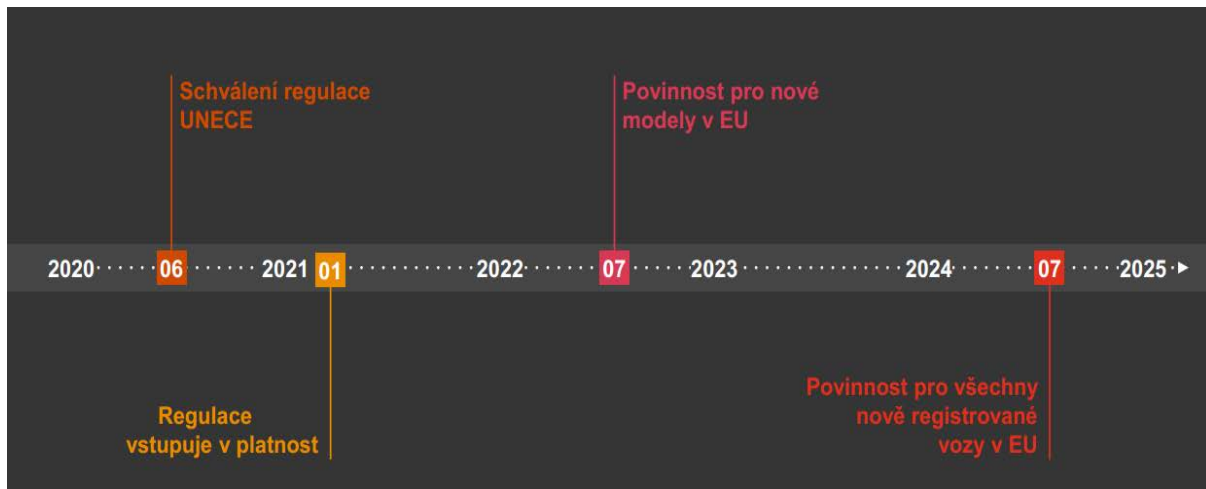 Schválení regulace
UNECE
Povinnost pro nové
modely v EU
2020 06 2021 01 2022 07 2023 2024 07 2025
Regulace
vstupuje v platnost
Povinnost pro všechny
nově registrované
vozy v EU